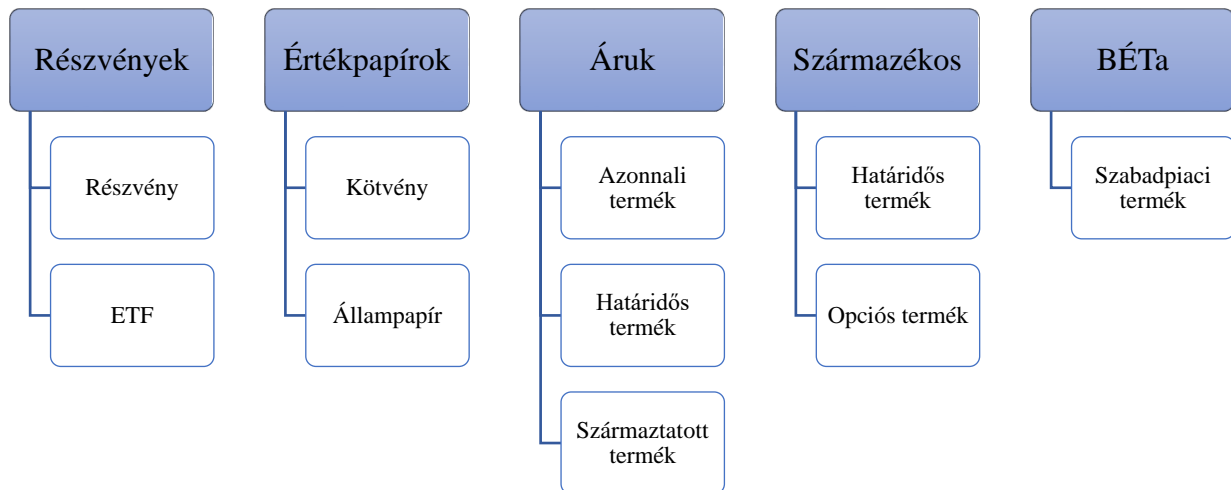 Részvények
Részvény
ETF
Értékpapírok
Kötvény
Állampapír
Áruk
Azonnali
termék
Határidős
termék
Származtatott
termék
Származékos
Határidős
termék
Opciós termék
BÉTa
Szabadpiaci
termék